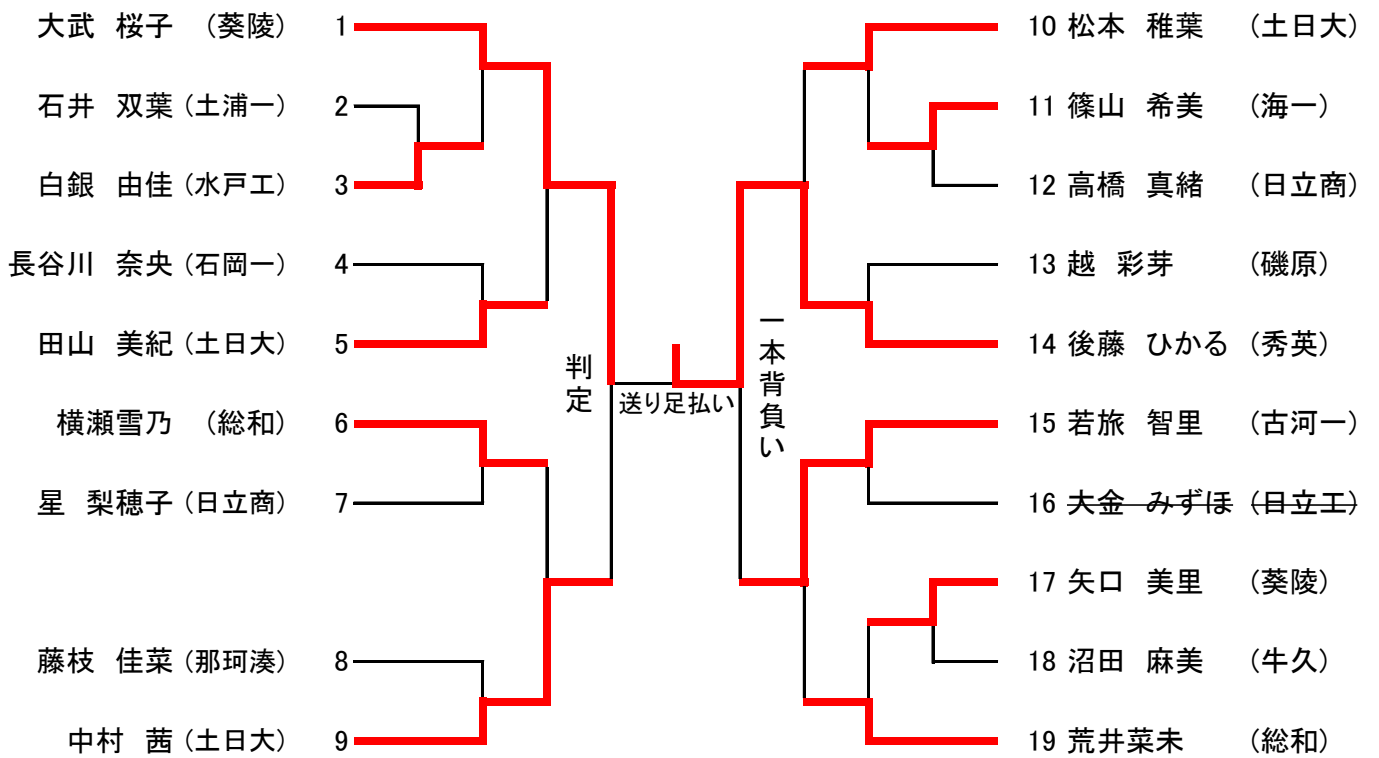 大武 桜子 (葵陵) 1
石井 双葉 (土浦一) 2
白銀 由佳 (水戸工) 3
長谷川 奈央 (石岡一) 4
田山 美紀 (土日大) 5
横瀬雪乃 (総和) 6
星 梨穂子 (日立商) 7
藤枝 佳菜 (那珂湊) 8
中村 茜 (土日大) 9
判定
送り足払い
一本背負い
10 松本 稚葉 (土日大)
11 篠山 希美 (海一)
12 高橋 真緒 (日立商)
13 越 彩芽 (磯原)
14 後藤 ひかる (秀英)
15 若旅 智里 (古河一)
16 大金 みずほ (日立工)
17 矢口 美里 (葵陵)
18 沼田 麻美 (牛久)
19 荒井菜未 (総和)